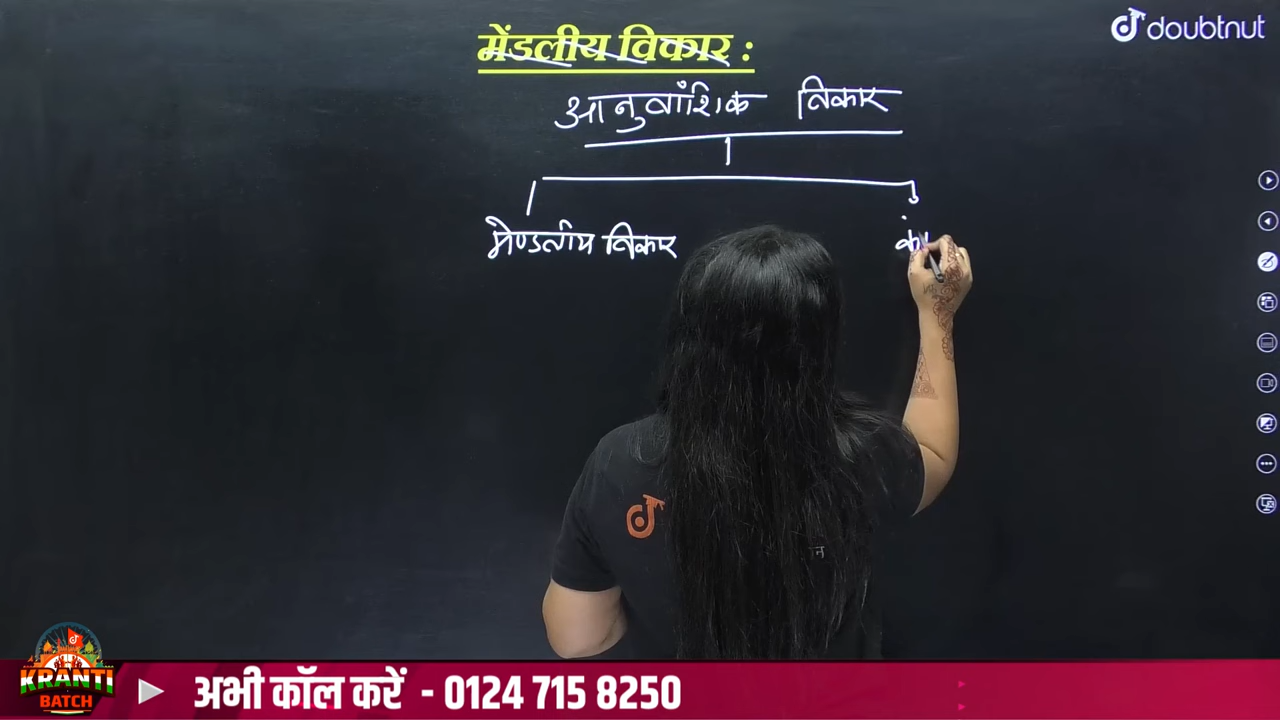 doubtnut
मेंडलीय विकार :
आनुवांशिक विकार
मेण्डलीय विकार
KRANTI
BATCH
अभी कॉल करें - 0124 715 8250